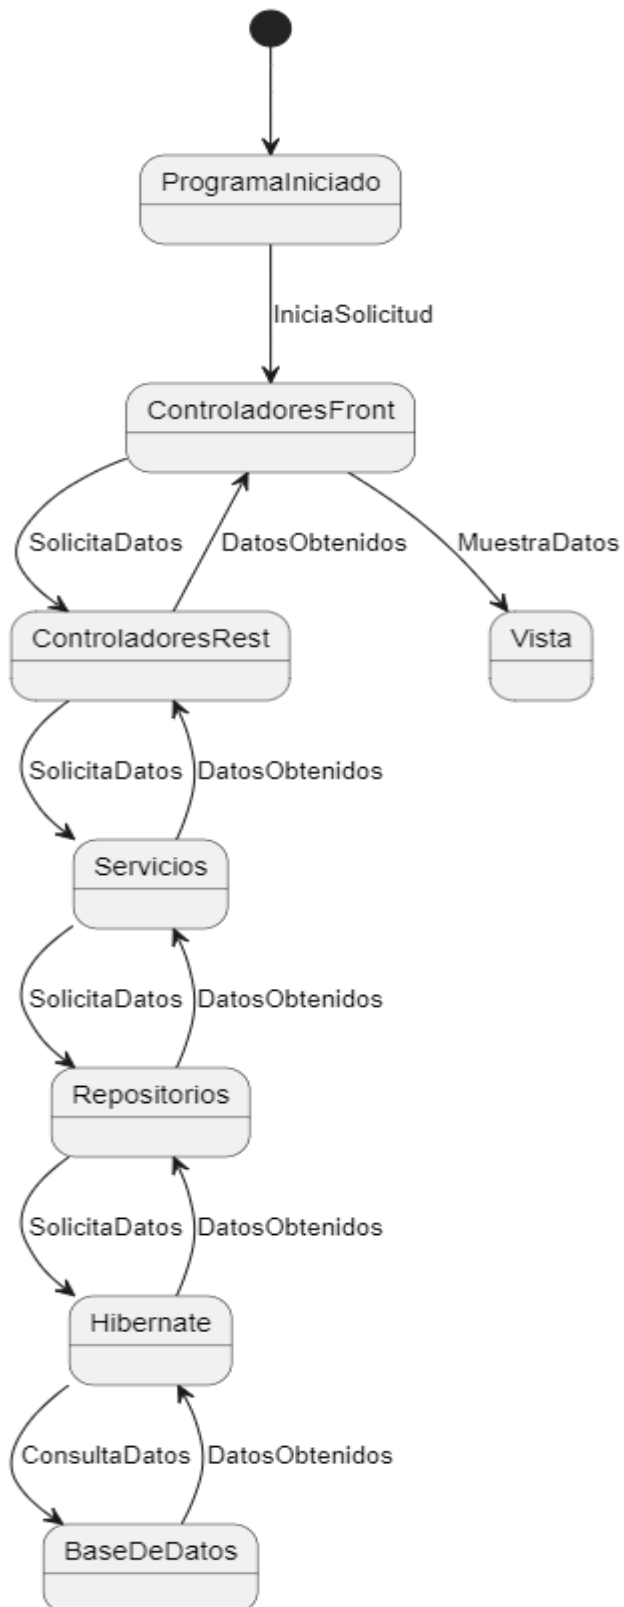 ProgramaIniciado
IniciaSolicitud
ControladoresFront
SolicitaDatos
DatosObtenidos
MuestraDatos
ControladoresRest
Vista
SolicitaDatos
DatosObtenidos
Servicios
SolicitaDatos
DatosObtenidos
Repositorios
SolicitaDatos
DatosObtenidos
Hibernate
ConsultaDatos
DatosObtenidos
BaseDeDatos